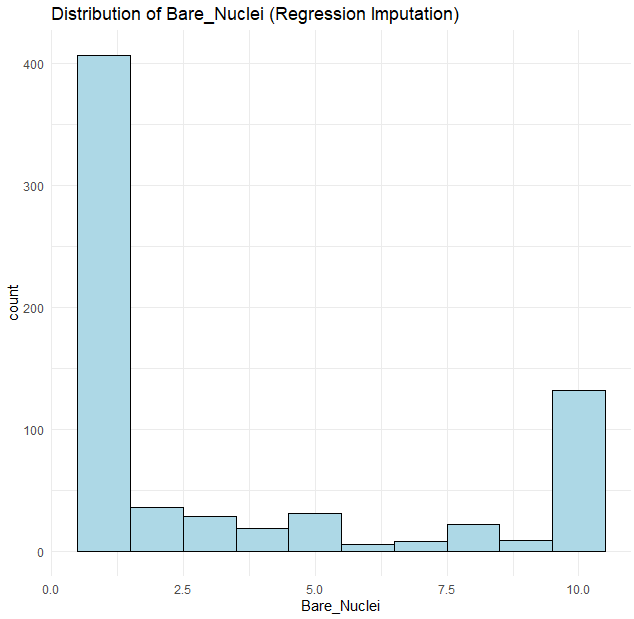 Distribution of Bare_Nuclei (Regression Imputation)
400
300
200
100
0
count
0.0 2.5 5.0 7.5 10.0
Bare_Nuclei